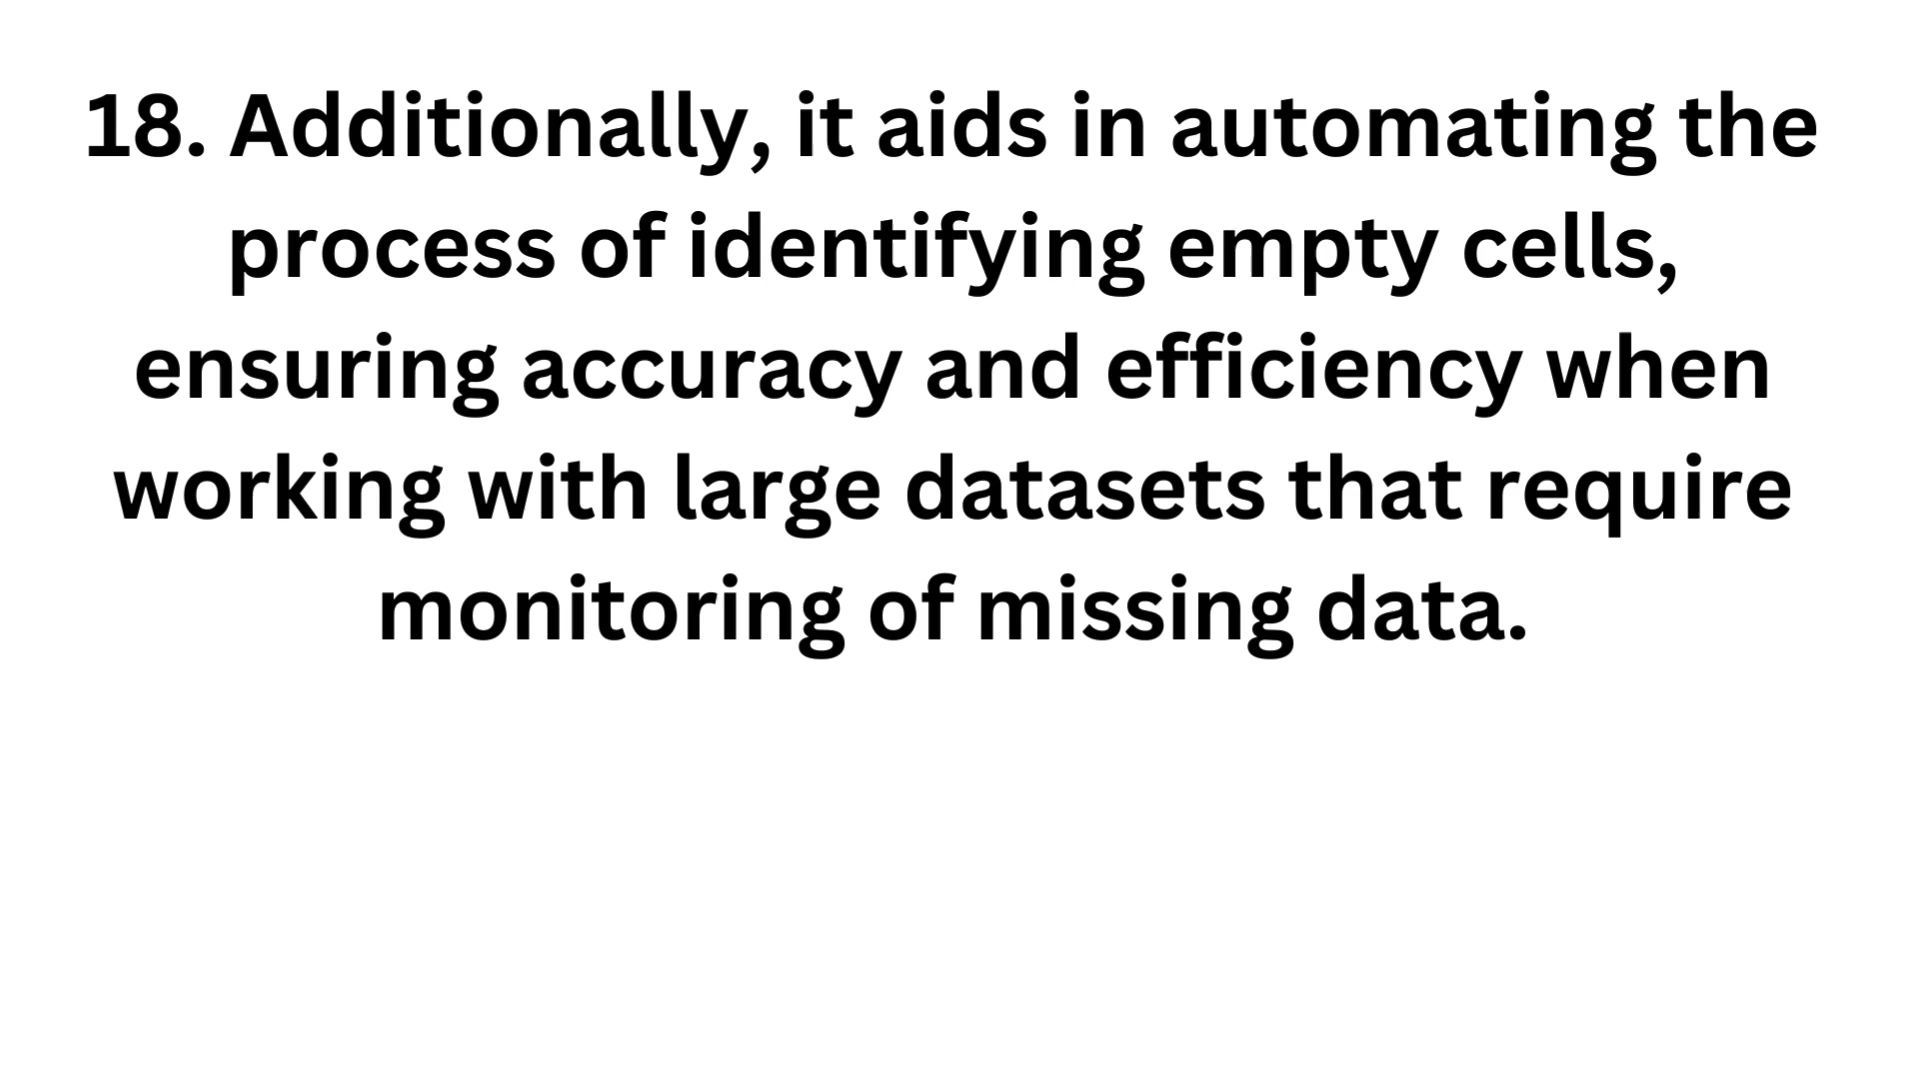 18. Additionally, it aids in automating the
process of identifying empty cells,
ensuring accuracy and efficiency when
working with large datasets that require
monitoring of missing data.